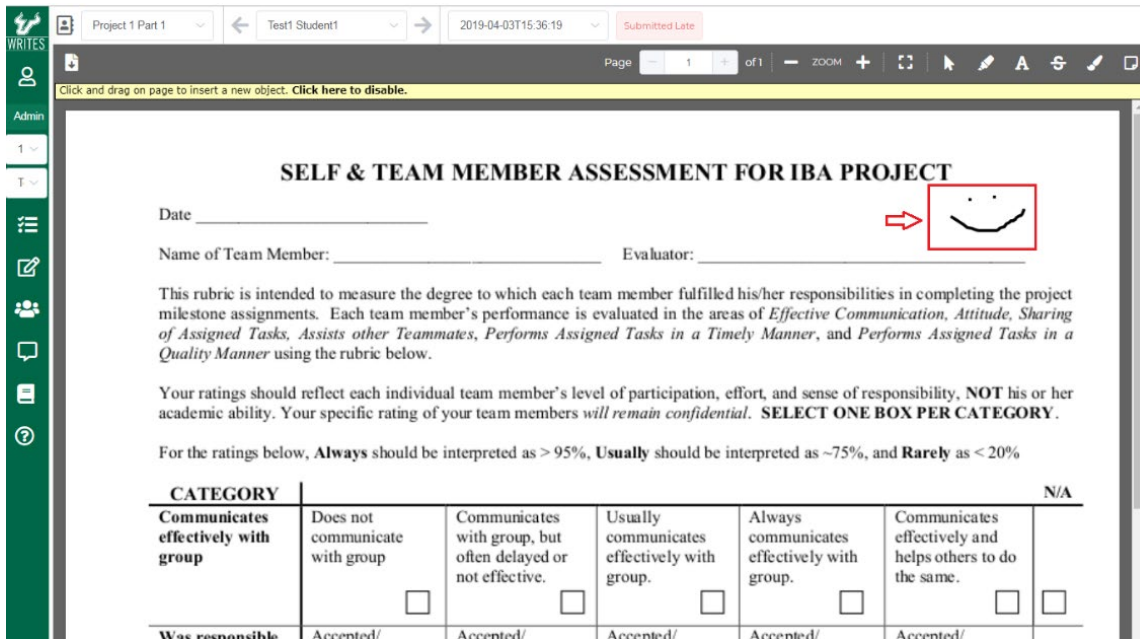 WRITES
Project 1 Part 1
Test1 Student1
2019-04-03T15:36:19
Submitted Late
Page
1
of 1
ZOOM
Click and drag on page to insert a new object. Click here to disable.
Admin
1
T
SELF & TEAM MEMBER ASSESSMENT FOR IBA PROJECT
Date
Name of Team Member: Evaluator:
This rubric is intended to measure the degree to which each team member fulfilled his/her responsibilities in completing the project
milestone assignments. Each team member's performance is evaluated in the areas of Effective Communication, Attitude, Sharing
of Assigned Tasks, Assists other Teammates, Performs Assigned Tasks in a Timely Manner, and Performs Assigned Tasks in a
Quality Manner using the rubric below.
Your ratings should reflect each individual team member's level of participation, effort, and sense of responsibility, NOT his or her
academic ability. Your specific rating of your team members will remain confidential. SELECT ONE BOX PER CATEGORY.
For the ratings below, Always should be interpreted as > 95%, Usually should be interpreted as ~75%, and Rarely as < 20%
CATEGORY N/A
Communicates
effectively with
group
Does not
communicate
with group
Communicates
with group, but
often delayed or
not effective.
Usually
communicates
effectively with
group.
Always
communicates
effectively with
group.
Communicates
effectively and
helps others to do
the same.
Was responsible
Accepted/
Accepted/
Accepted/
Accepted/
Accepted/